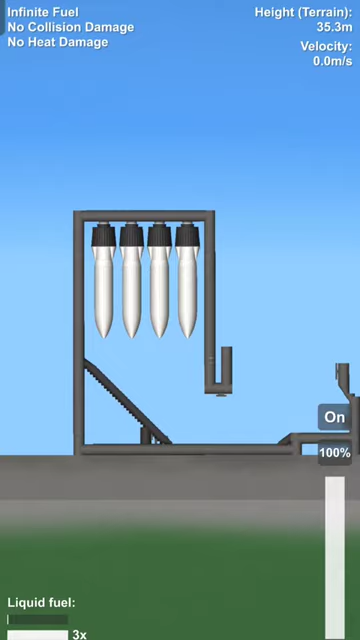 Infinite Fuel
No Collision Damage
No Heat Damage
Height (Terrain):
35.3m
Velocity:
0.0m/s
On
100%
Liquid fuel:
3x